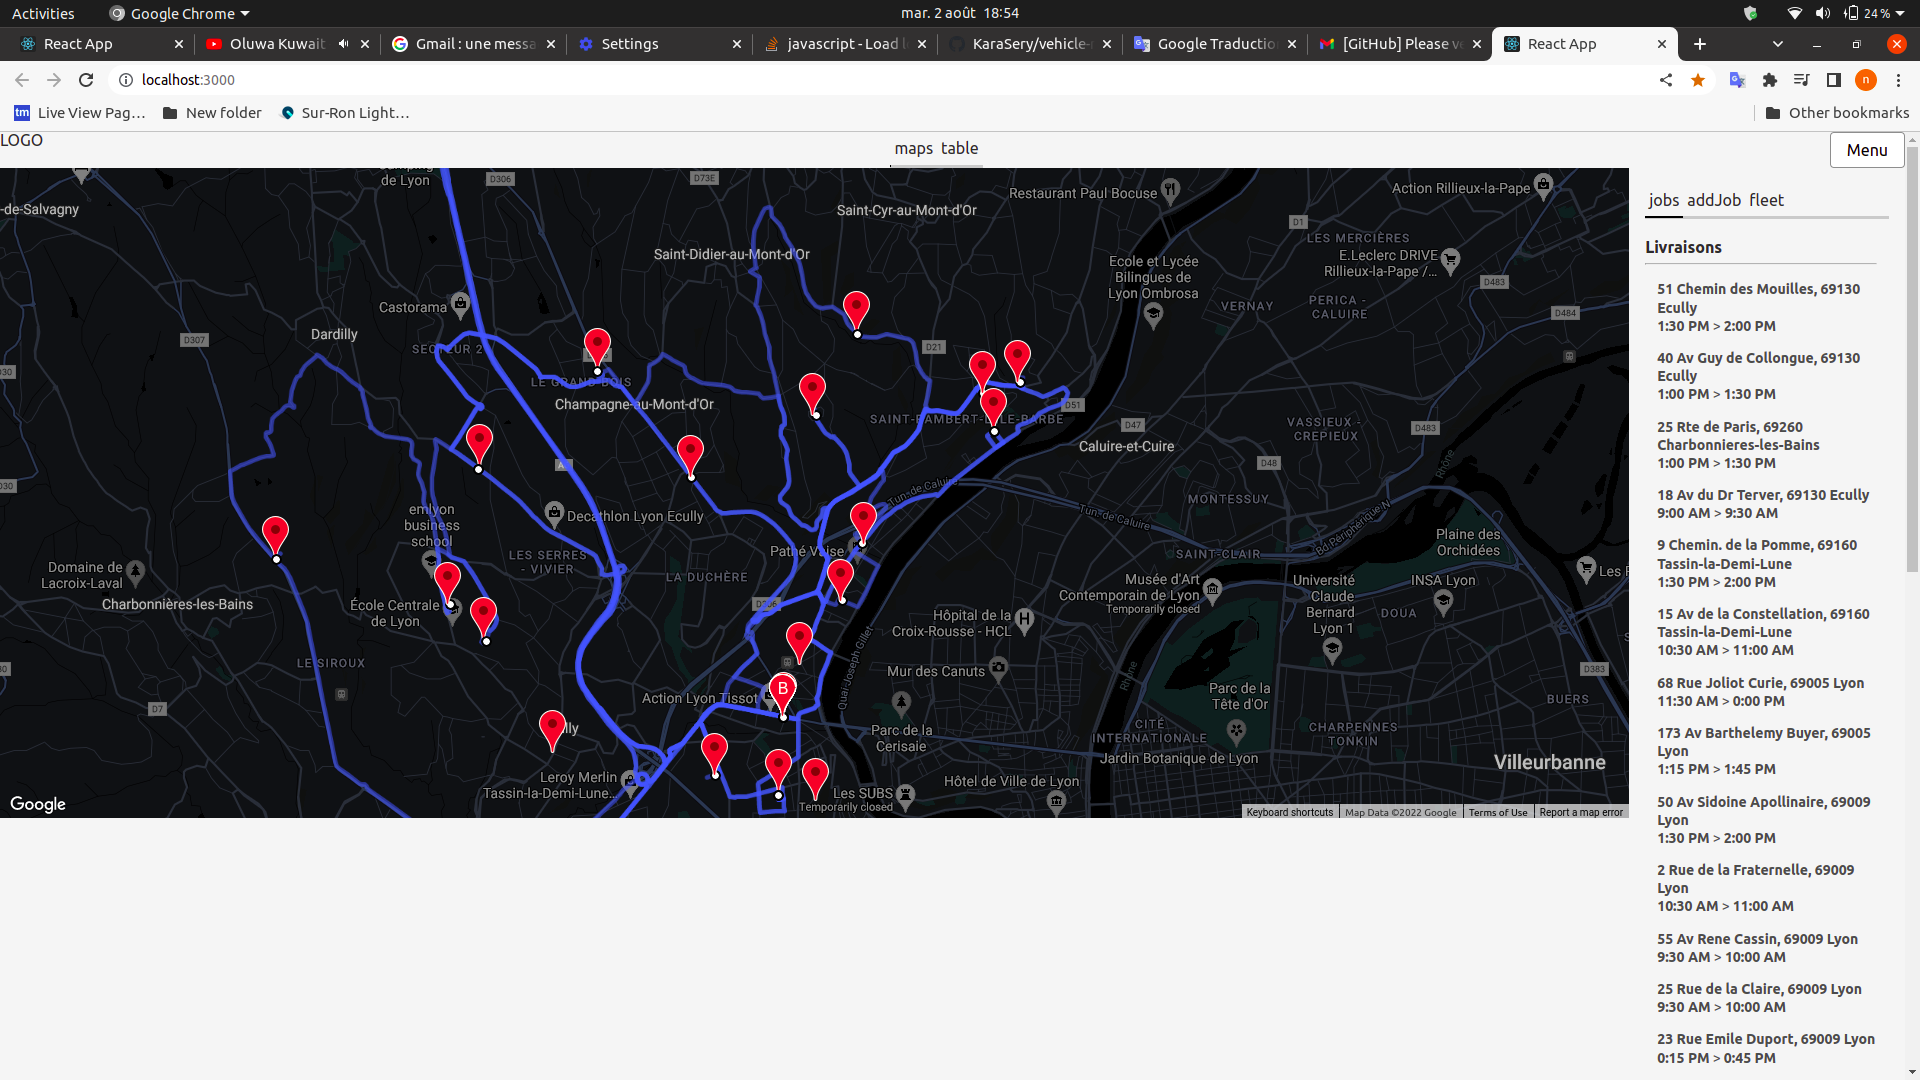 Activities
Google Chrome
mar. 2 août 18:54
24 %
React App
Oluwa Kuwait
Gmail : une messa
Settings
javascript - Load l
KaraSery/vehicle-
Google Traduction
[GitHub] Please ve
React App
localhost:3000
Live View Pag…
New folder
Sur-Ron Light…
Other bookmarks
LOGO
maps table
Menu
de Lyon
D306
D73E
Restaurant Paul Bocuse
Action Rillieux-la-Pape
-de-Salvagny
Saint-Cyr-au-Mont-d'Or
D1
Saint-Didier-au-Mont-d'Or
LES MERCIÈRES
E.Leclerc DRIVE
Rillieux-la-Pape /...
Ecole et Lycée
Bilingues de
Lyon Ombrosa
D483
Castorama
VERNAY
PERICA -
CALUIRE
D484
Dardilly
D307
SECTEUR 2
D21
D30
LE GRAND BOIS
Champagne-au-Mont-d'Or
D51
SAINT-RAMBERT-L'ÎLE-BARBE
D47
VASSIEUX -
CREPIEUX
D483
Caluire-et-Cuire
D48
Rhône
D30
Tun. de Caluire
MONTESSUY
emlyon
business
school
Decathlon Lyon Ecully
Tun. de Caluire
Bd Périphérique N
Plaine des
Orchidées
LES SERRES
- VIVIER
Pathé Vaise
SAINT-CLAIR
Domaine de
Lacroix-Laval
LA DUCHÈRE
Musée d'Art
Contemporain de Lyon
Temporarily closed
Université
Claude
Bernard
Lyon 1
INSA Lyon
Les F
Charbonnières-les-Bains
École Centrale
de Lyon
D306
Hôpital de la
Croix-Rousse - HCL
DOUA
LE SIROUX
Quai Joseph Gillet
Mur des Canuts
Rhône
D383
B
Action Lyon Tissot
Parc de la
Tête d'Or
BUERS
D7
Parc de la
Cerisaie
CITÉ
INTERNATIONALE
CHARPENNES
TONKIN
Jardin Botanique de Lyon
Villeurbanne
Leroy Merlin
Tassin-la-Demi-Lune...
Hôtel de Ville de Lyon
Les SUBS
Temporarily closed
Google
Keyboard shortcuts
Map Data ©2022 Google
Terms of Use
Report a map error
jobs addJob fleet
Livraisons
51 Chemin des Mouilles, 69130
Ecully
1:30 PM > 2:00 PM
40 Av Guy de Collongue, 69130
Ecully
1:00 PM > 1:30 PM
25 Rte de Paris, 69260
Charbonnieres-les-Bains
1:00 PM > 1:30 PM
18 Av du Dr Terver, 69130 Ecully
9:00 AM > 9:30 AM
9 Chemin. de la Pomme, 69160
Tassin-la-Demi-Lune
1:30 PM > 2:00 PM
15 Av de la Constellation, 69160
Tassin-la-Demi-Lune
10:30 AM > 11:00 AM
68 Rue Joliot Curie, 69005 Lyon
11:30 AM > 0:00 PM
173 Av Barthelemy Buyer, 69005
Lyon
1:15 PM > 1:45 PM
50 Av Sidoine Apollinaire, 69009
Lyon
1:30 PM > 2:00 PM
2 Rue de la Fraternelle, 69009
Lyon
10:30 AM > 11:00 AM
55 Av Rene Cassin, 69009 Lyon
9:30 AM > 10:00 AM
25 Rue de la Claire, 69009 Lyon
9:30 AM > 10:00 AM
23 Rue Emile Duport, 69009 Lyon
0:15 PM > 0:45 PM